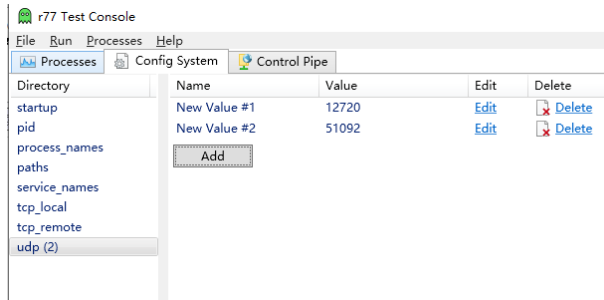 r77 Test Console
File Run Processes Help
Processes Config System Control Pipe
Directory Name Value Edit Delete
startup New Value #1 12720 Edit Delete
pid New Value #2 51092 Edit Delete
process_names Add
paths
service_names
tcp_local
tcp_remote
udp (2)